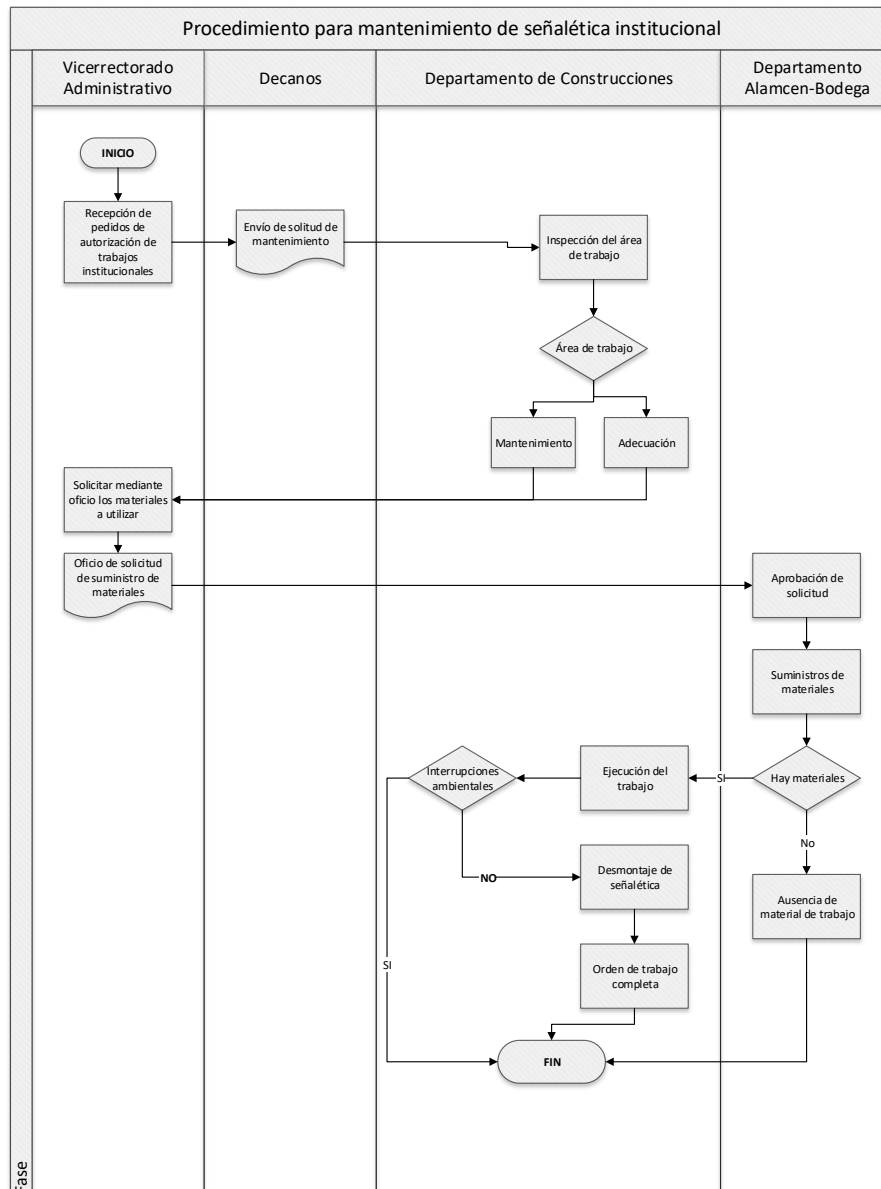 Procedimiento para mantenimiento de señalética institucional
Vicerrectorado
Administrativo
Decanos
Departamento de Construcciones
Departamento
Alamcen-Bodega
INICIO
Recepción de
pedidos de
autorización de
trabajos
institucionales
Envío de solitud de
mantenimiento
Inspección del área
de trabajo
Área de trabajo
Mantenimiento
Adecuación
Solicitar mediante
oficio los materiales
a utilizar
Oficio de solicitud
de suministro de
materiales
Aprobación de
solicitud
Suministros de
materiales
Hay materiales
SI
Ejecución del
trabajo
Interrupciones
ambientales
No
NO
Desmontaje de
señalética
Ausencia de
material de trabajo
SI
Orden de trabajo
completa
FIN
Fase